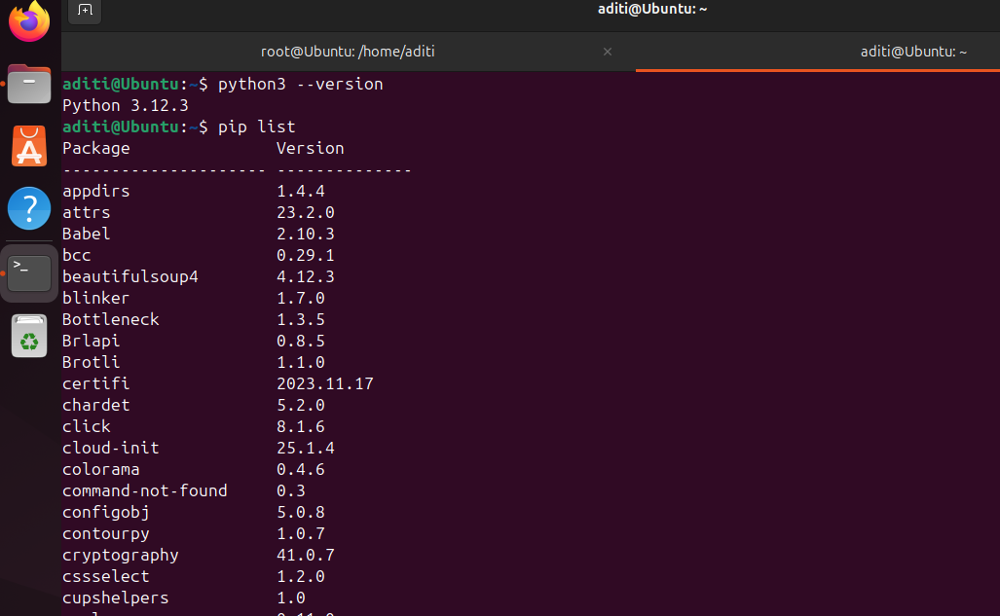 aditi@Ubuntu: ~
root@Ubuntu: /home/aditi × aditi@Ubuntu: ~
aditi@Ubuntu:~$ python3 --version
Python 3.12.3
aditi@Ubuntu:~$ pip list
Package Version
--------------------- --------------
appdirs 1.4.4
attrs 23.2.0
Babel 2.10.3
bcc 0.29.1
beautifulsoup4 4.12.3
blinker 1.7.0
Bottleneck 1.3.5
Brlapi 0.8.5
Brotli 1.1.0
certifi 2023.11.17
chardet 5.2.0
click 8.1.6
cloud-init 25.1.4
colorama 0.4.6
command-not-found 0.3
configobj 5.0.8
contourpy 1.0.7
cryptography 41.0.7
cssselect 1.2.0
cupshelpers 1.0